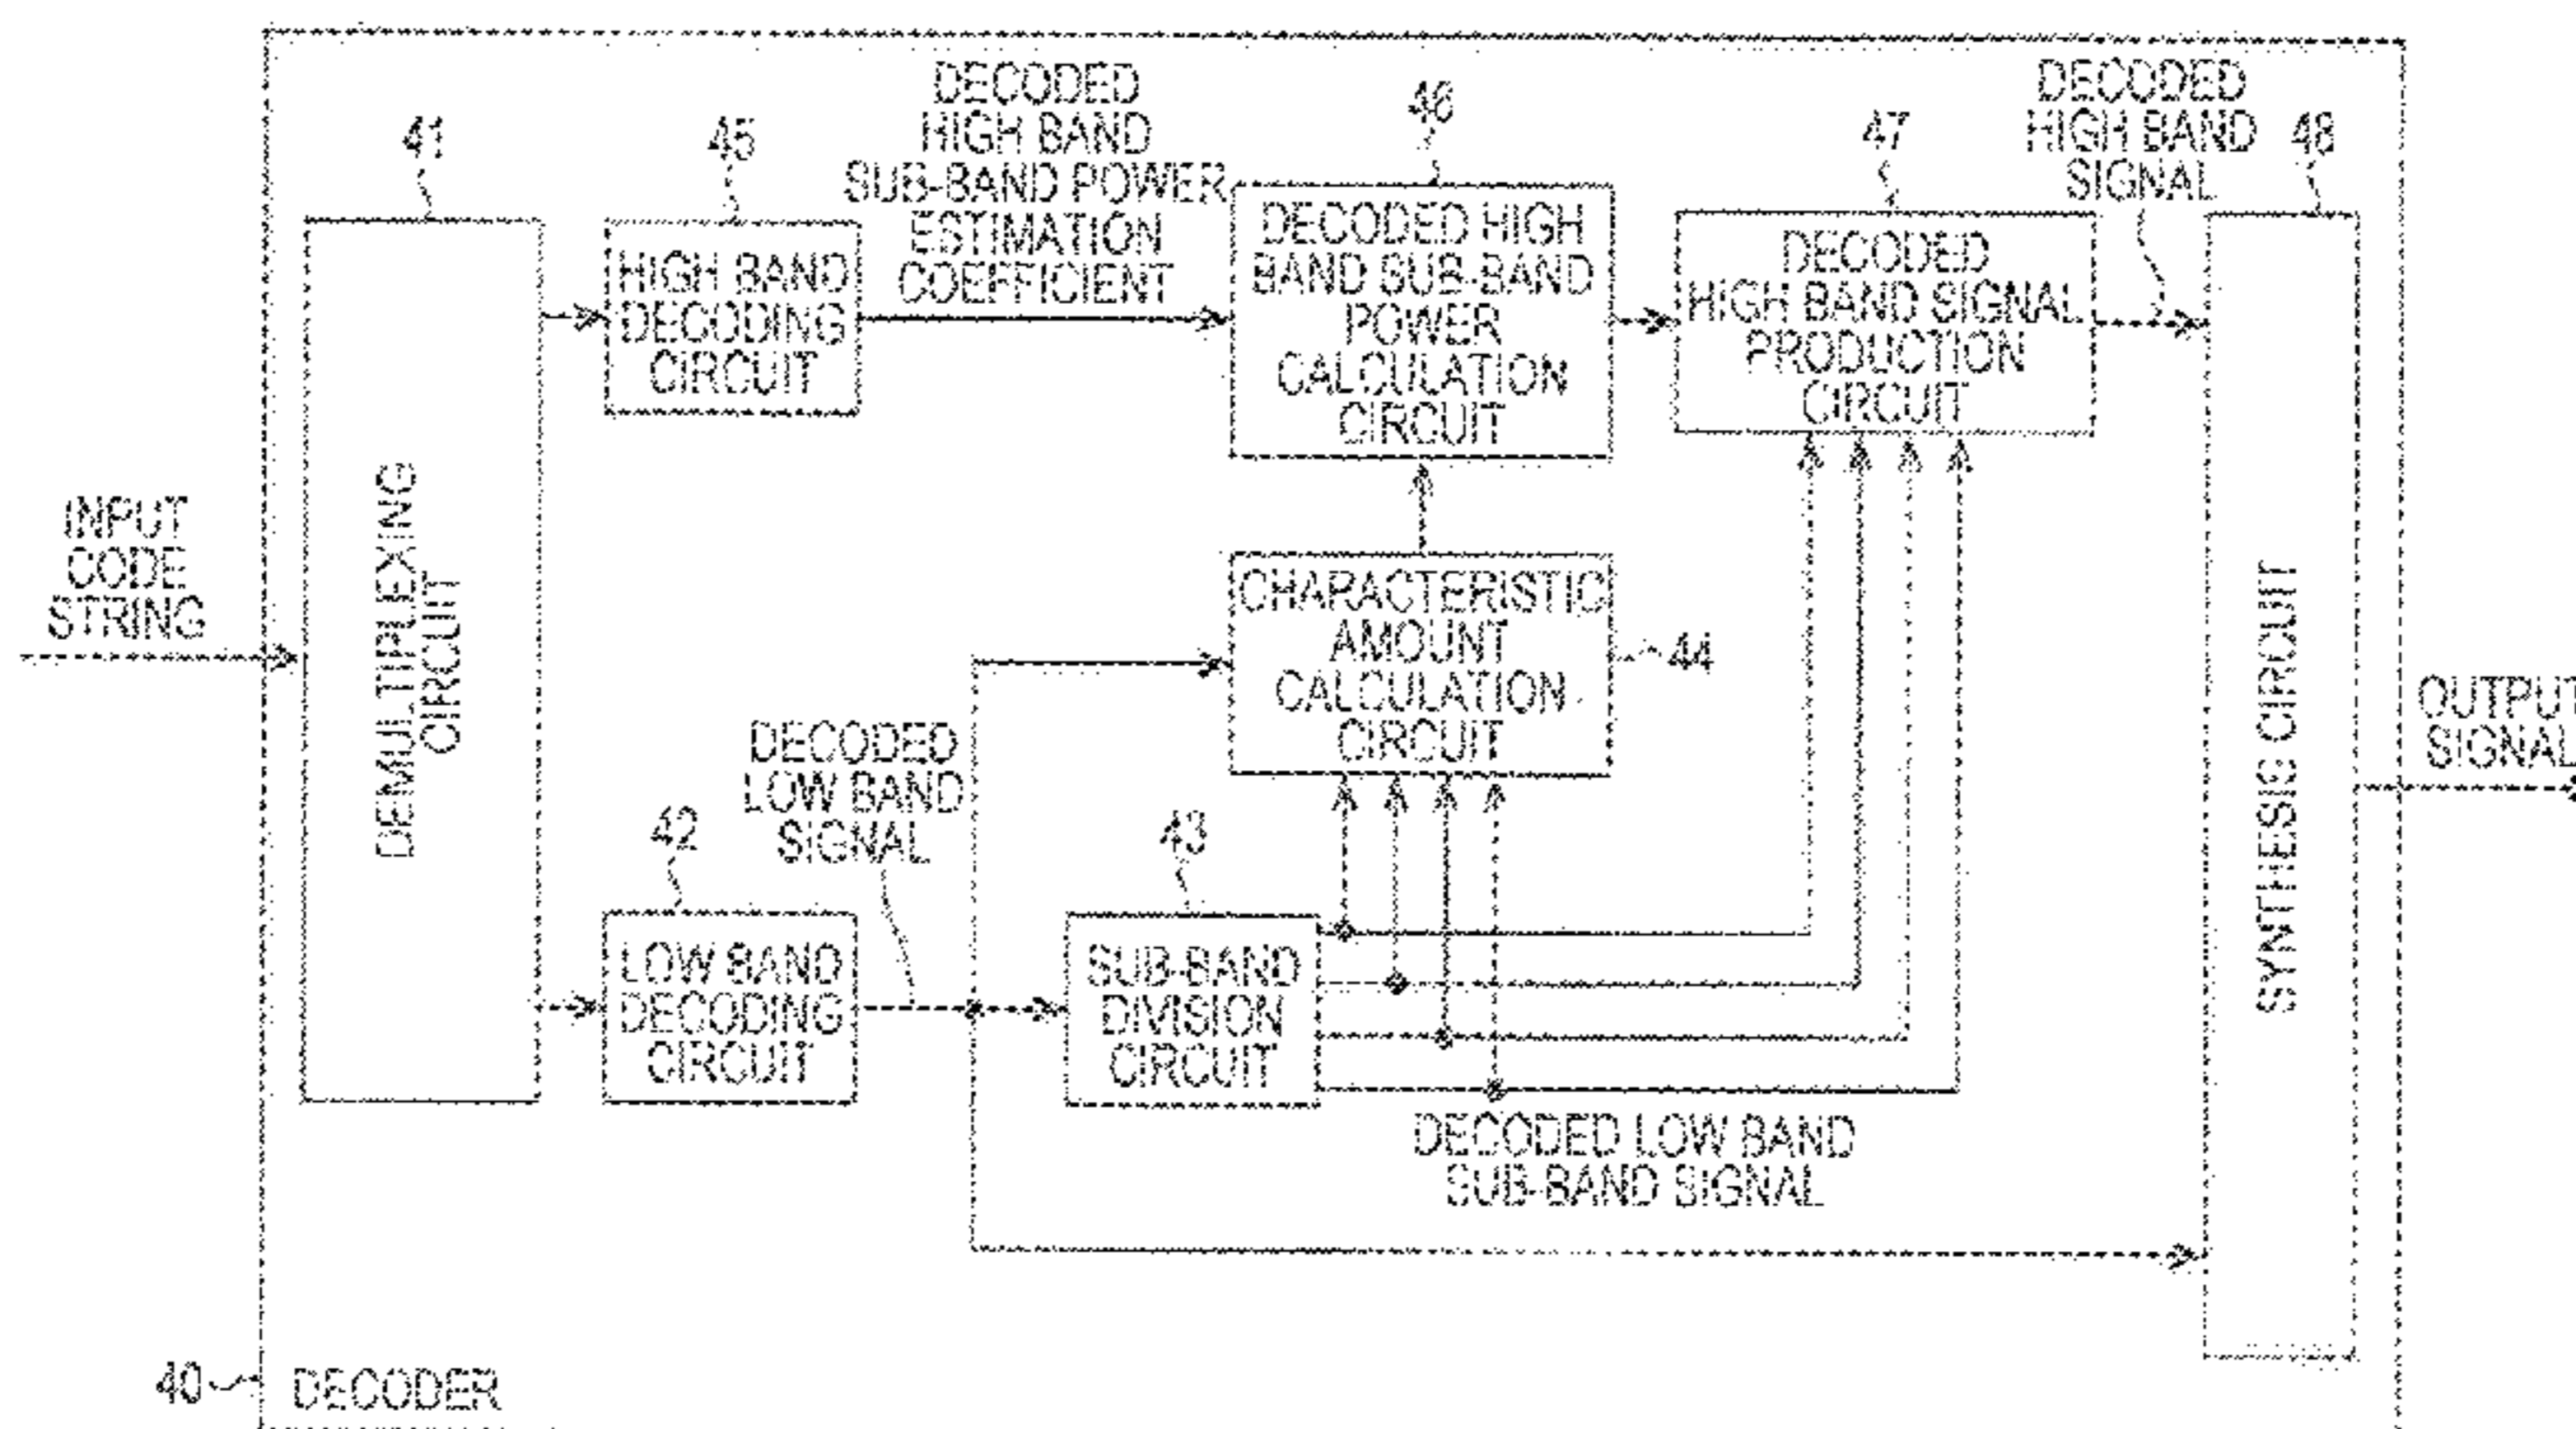 INPUT
CODE
STRING
41
DEMULTIPLEXING
CIRCUIT
45
HIGH BAND
DECODING
CIRCUIT
DECODED
HIGH BAND
SUB-BAND POWER
ESTIMATION
COEFFICIENT
46
DECODED HIGH
BAND SUB-BAND
POWER
CALCULATION
CIRCUIT
47
DECODED
HIGH BAND SIGNAL
PRODUCTION
CIRCUIT
DECODED
HIGH BAND
SIGNAL
48
SYNTHESIS CIRCUIT
CHARACTERISTIC
AMOUNT
CALCULATION
CIRCUIT
44
42
LOW BAND
DECODING
CIRCUIT
DECODED
LOW BAND
SIGNAL
43
SUB-BAND
DIVISION
CIRCUIT
DECODED LOW BAND
SUB-BAND SIGNAL
OUTPUT
SIGNAL
40
DECODER